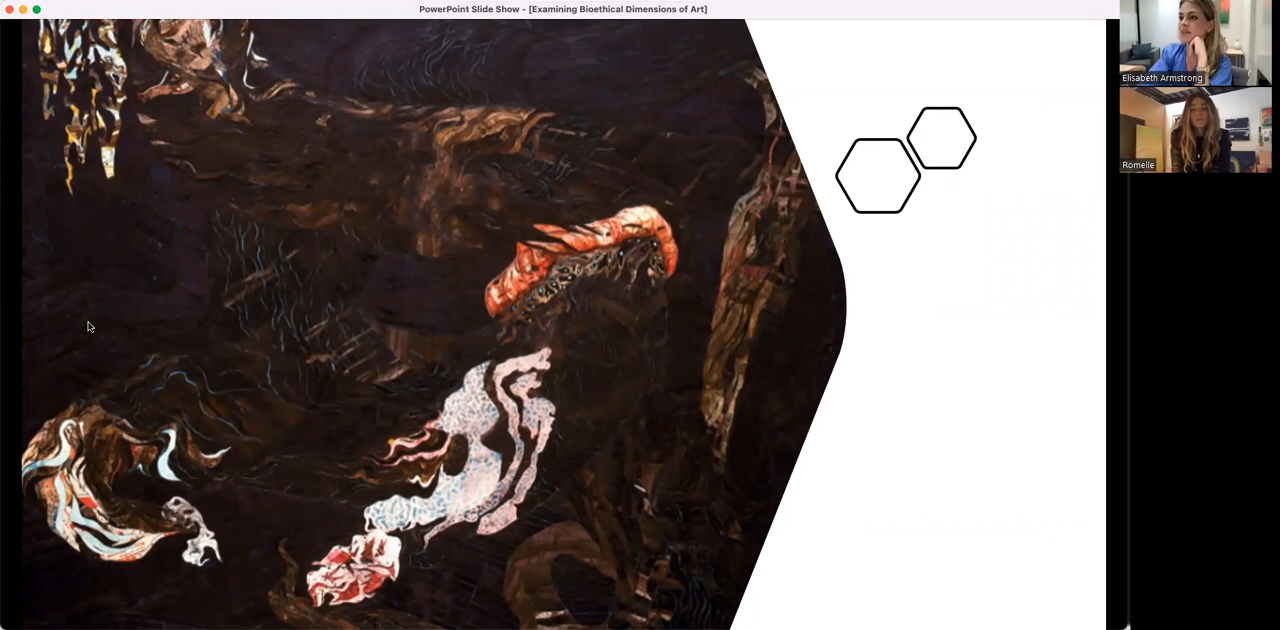 PowerPoint Slide Show - [Examining Bioethical Dimensions of Art]
Elisabeth Armstrong
Romelle